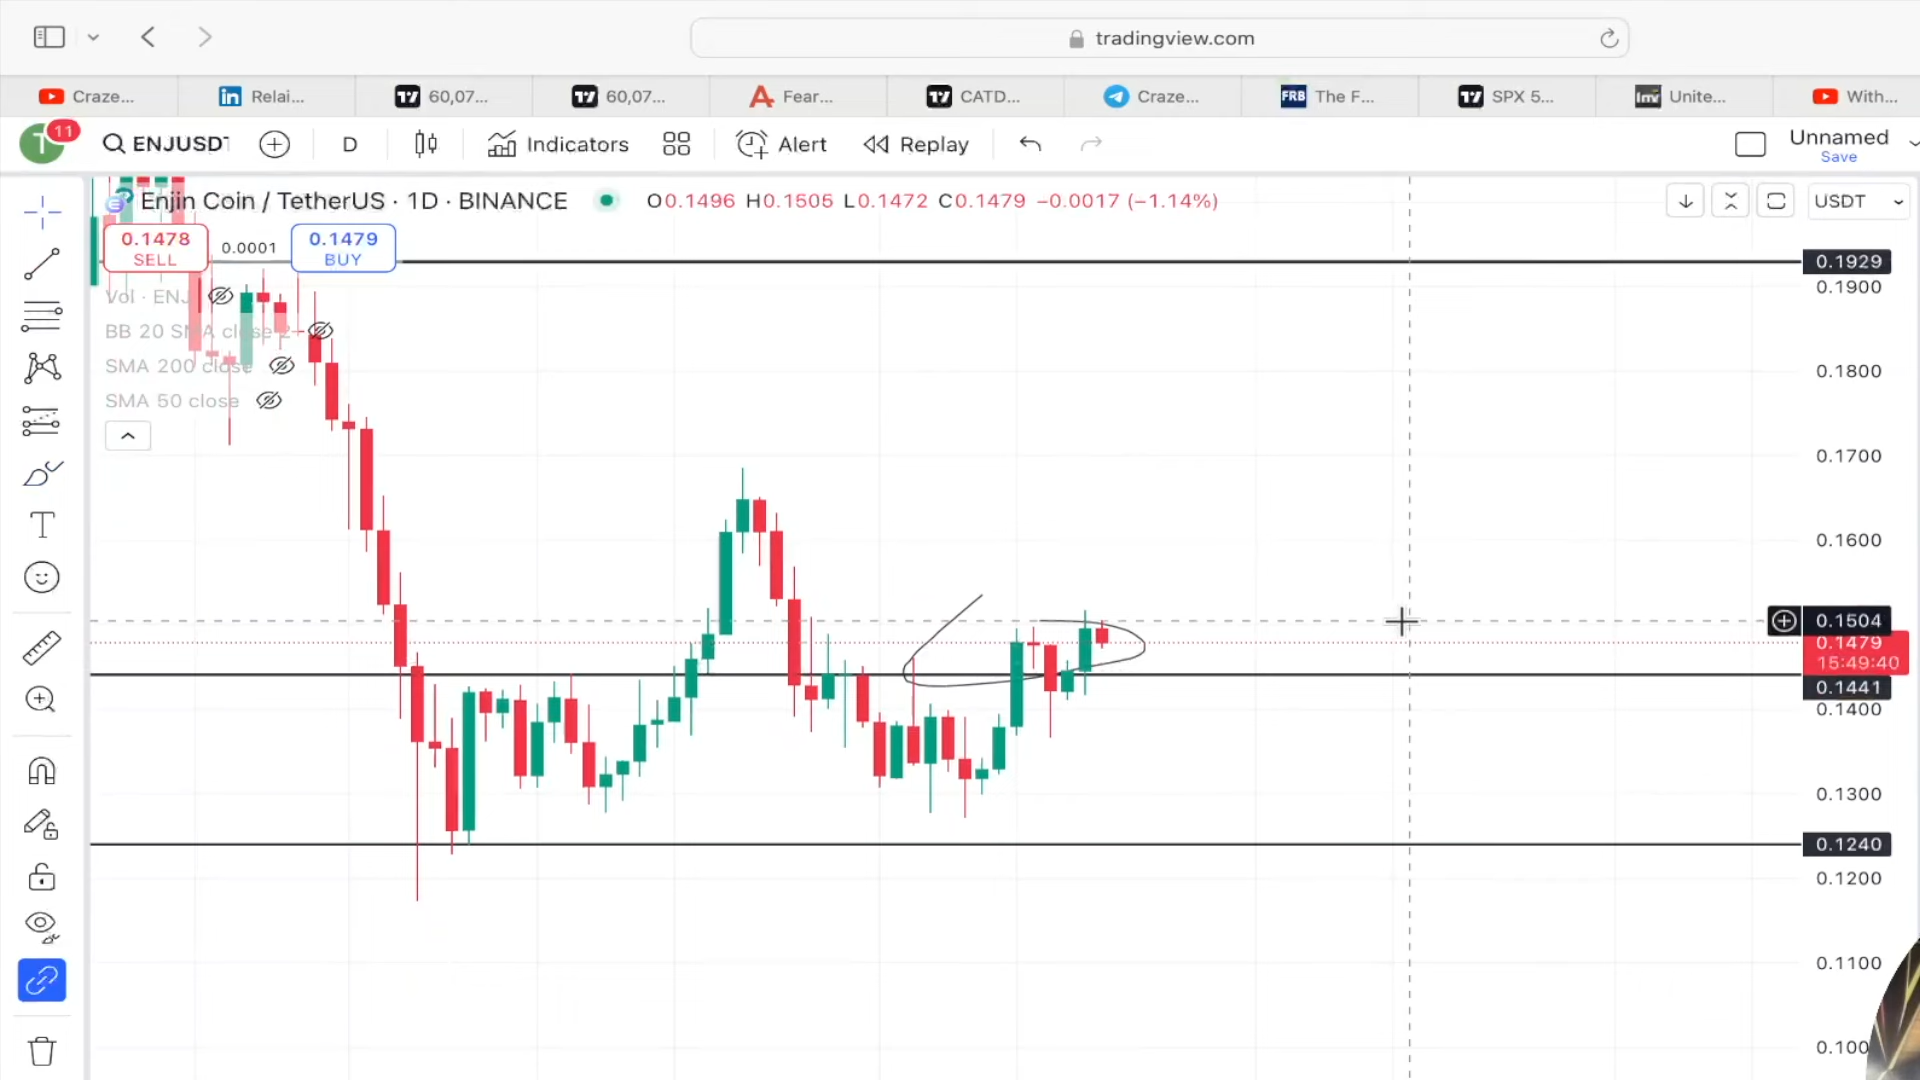 tradingview.com
Craze... Relai... 60,07... 60,07... Fear... CATD... Craze... FRB The F... SPX 5... Imv Unite... With...
T 11 ENJUSDT D Indicators Alert Replay Unnamed
Save
Enjin Coin / TetherUS · 1D · BINANCE O0.1496 H0.1505 L0.1472 C0.1479 −0.0017 (−1.14%) USDT
0.1478 SELL 0.0001 0.1479 BUY
Vol · ENJ
BB 20 SMA close 2
SMA 200 close
SMA 50 close
0.1929
0.1900
0.1800
0.1700
0.1600
0.1504
0.1479
15:49:40
0.1441
0.1400
0.1300
0.1240
0.1200
0.1100
0.100